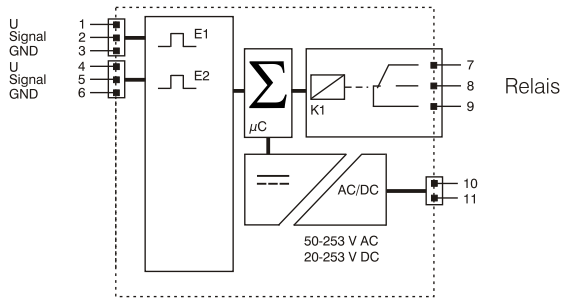 U 1
Signal 2
GND 3
U 4
Signal 5
GND 6
E1
E2
Σ
µC
K1
7
8
9
Relais
AC/DC
10
11
50-253 V AC
20-253 V DC